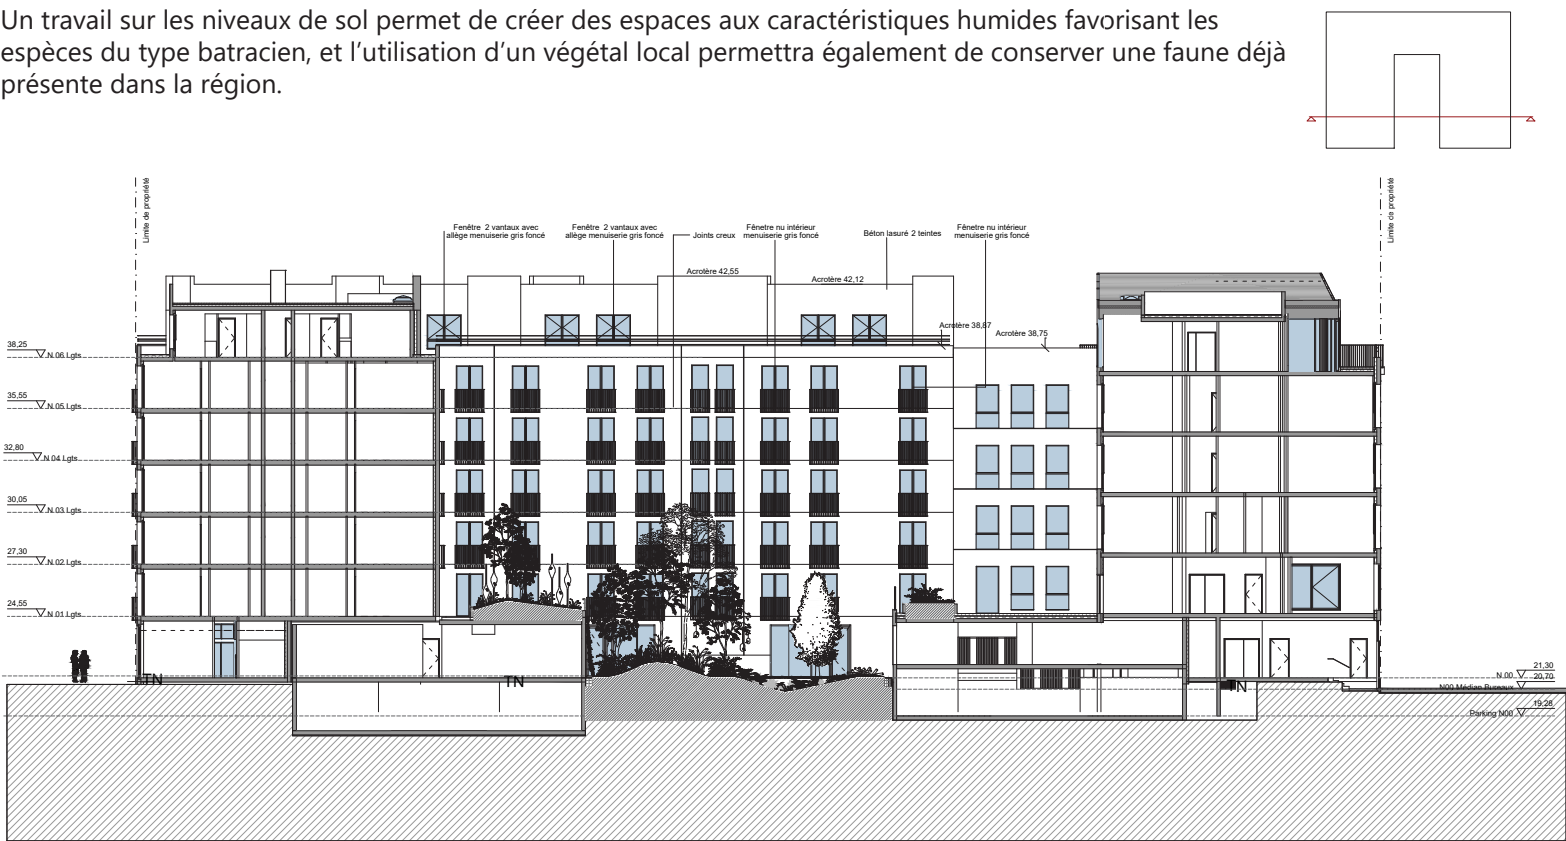 Un travail sur les niveaux de sol permet de créer des espaces aux caractéristiques humides favorisant les
espèces du type batracien, et l'utilisation d'un végétal local permettra également de conserver une faune déjà
présente dans la région.
Limite de propriété
Limite de propriété
Fenêtre 2 vantaux avec
allège menuiserie gris foncé
Fenêtre 2 vantaux avec
allège menuiserie gris foncé
Joints creux
Fênetre nu intérieur
menuiserie gris foncé
Béton lasuré 2 teintes
Fênetre nu intérieur
menuiserie gris foncé
Acrotère 42,55
Acrotère 42,12
Acrotère 38,87
Acrotère 38,75
38,25
N 06 Lgts
35,55
N 05 Lgts
32,80
N 04 Lgts
30,05
N 03 Lgts
27,30
N 02 Lgts
24,55
N 01 Lgts
TN
TN
TN
21,30
N 00
20,70
N00 Médian Bureaux
19,28
Parking N00